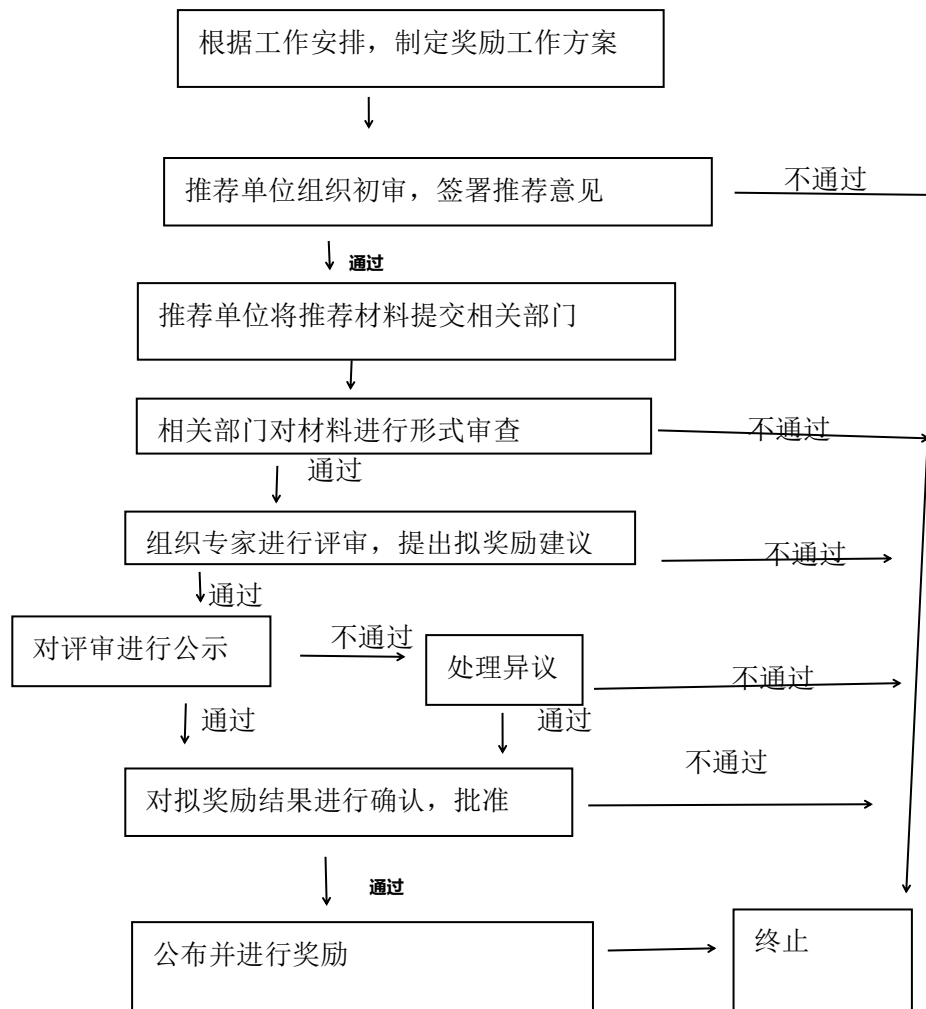 根据工作安排，制定奖励工作方案
推荐单位组织初审，签署推荐意见
不通过
通过
推荐单位将推荐材料提交相关部门
相关部门对材料进行形式审查
不通过
通过
组织专家进行评审，提出拟奖励建议
不通过
通过
对评审进行公示
不通过
处理异议
不通过
通过
通过
不通过
对拟奖励结果进行确认，批准
通过
公布并进行奖励
终止